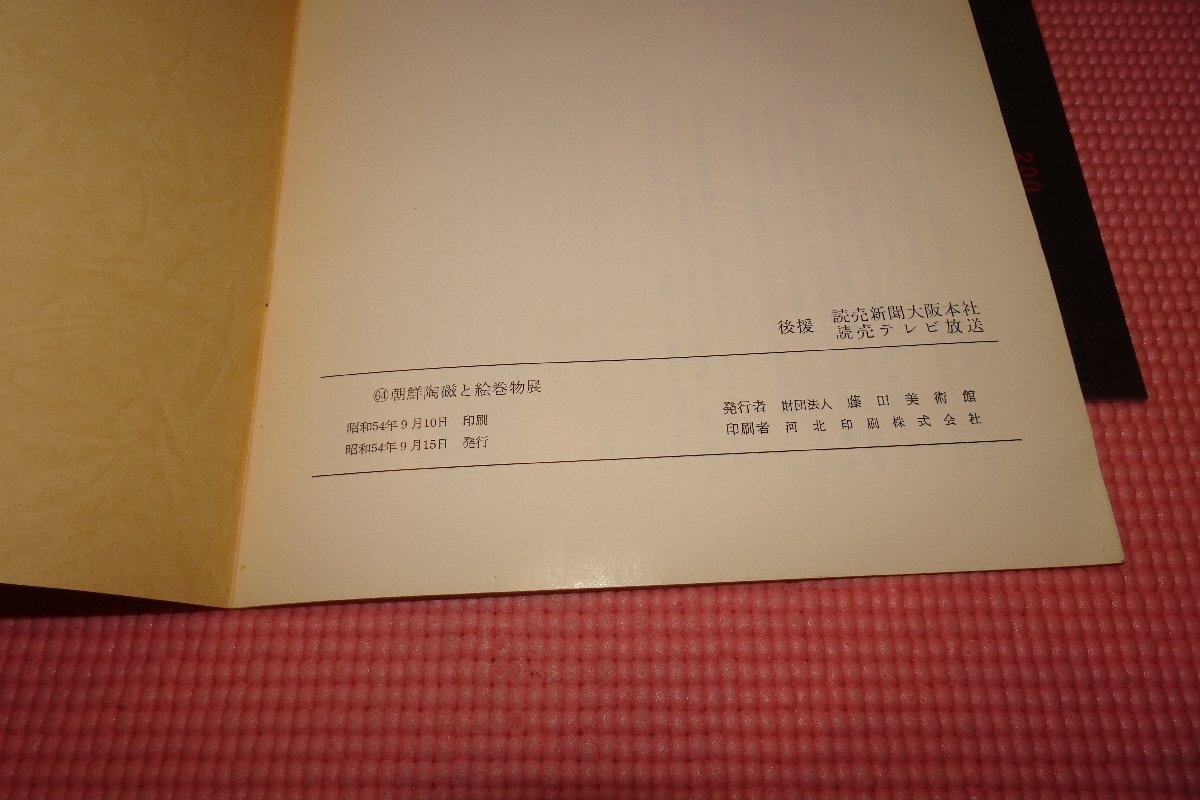 後援 読売新聞大阪本社
読売テレビ放送
㉔朝鮮陶磁と絵巻物展
昭和54年9月10日 印刷
昭和54年9月15日 発行
発行者 財団法人 藤田美術館
印刷者 河北印刷株式会社
200